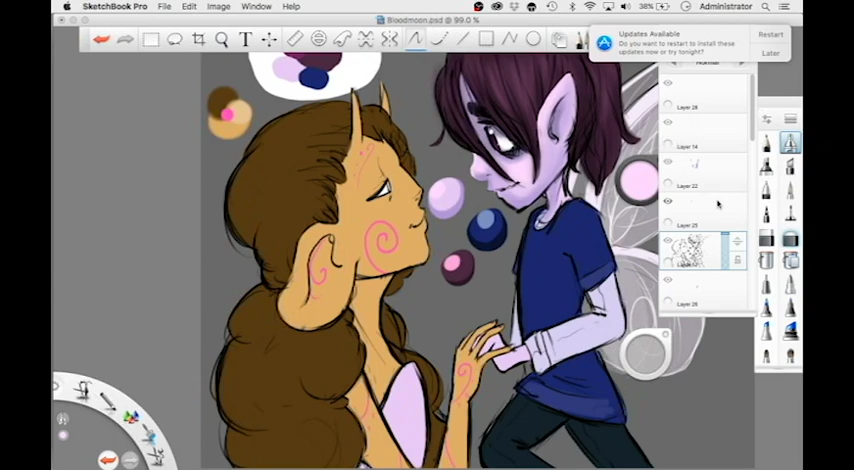 SketchBook Pro File Edit Image Window Help
38%
Administrator
Bloodmoon.psd @ 99.0 %
T
Updates Available
Do you want to restart to install these
updates now or try tonight?
Restart
Later
Normal
Layer 28
Layer 14
Layer 22
Layer 25
Layer 26